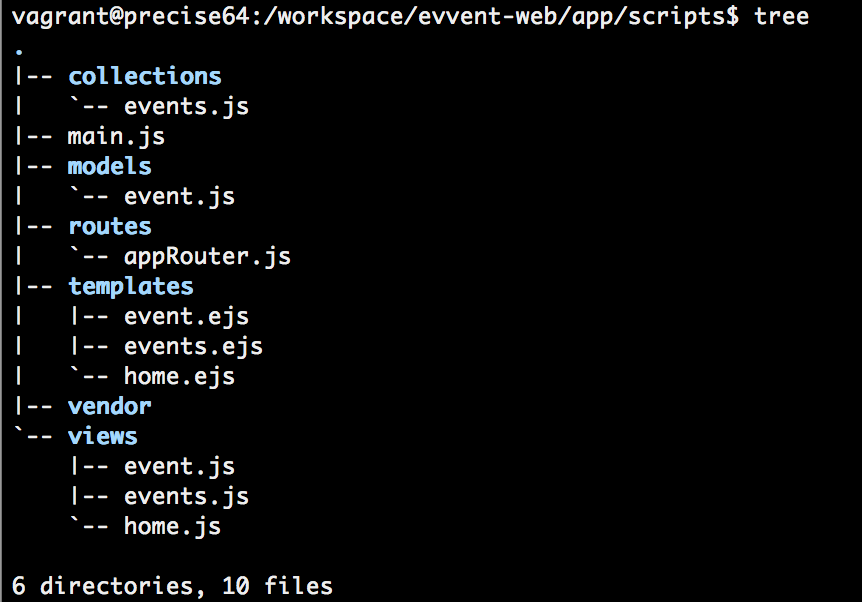 vagrant@precise64:/workspace/evvent-web/app/scripts$ tree
.
|-- collections
|   `-- events.js
|-- main.js
|-- models
|   `-- event.js
|-- routes
|   `-- appRouter.js
|-- templates
|   |-- event.ejs
|   |-- events.ejs
|   `-- home.ejs
|-- vendor
`-- views
    |-- event.js
    |-- events.js
    `-- home.js

6 directories, 10 files